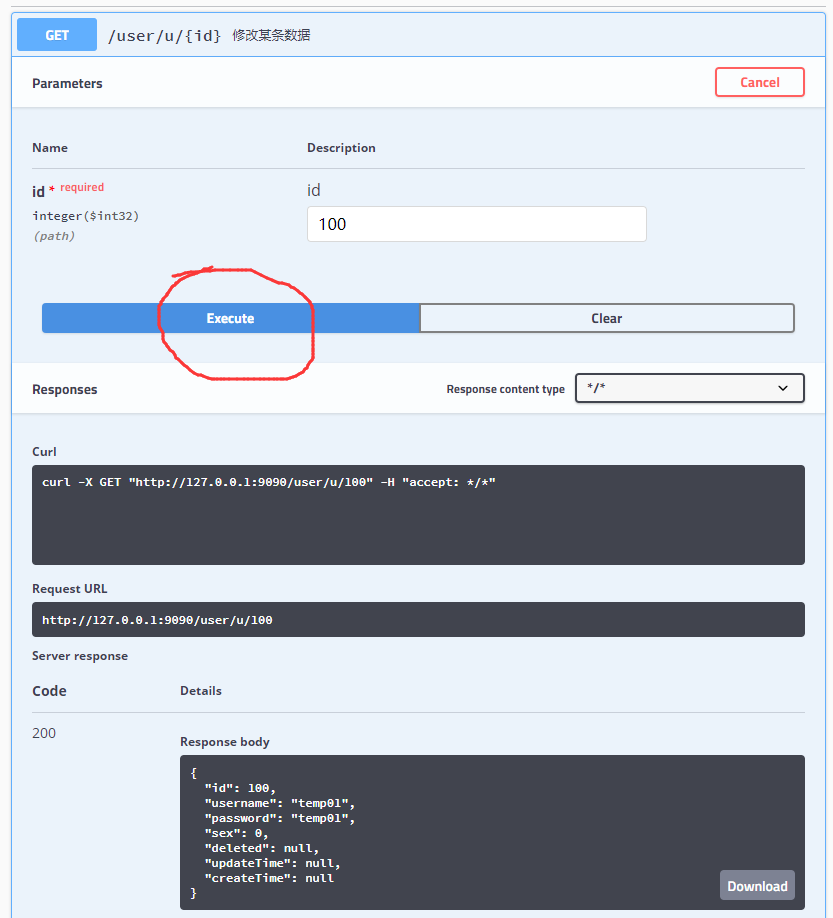 GET /user/u/{id} 修改某条数据
Parameters Cancel
Name Description
id * required id
integer($int32) 100
(path)
Execute Clear
Responses Response content type */*
Curl
curl -X GET "http://127.0.0.1:9090/user/u/100" -H "accept: */*"
Request URL
http://127.0.0.1:9090/user/u/100
Server response
Code Details
200
Response body
{
  "id": 100,
  "username": "temp01",
  "password": "temp01",
  "sex": 0,
  "deleted": null,
  "updateTime": null,
  "createTime": null
}
Download